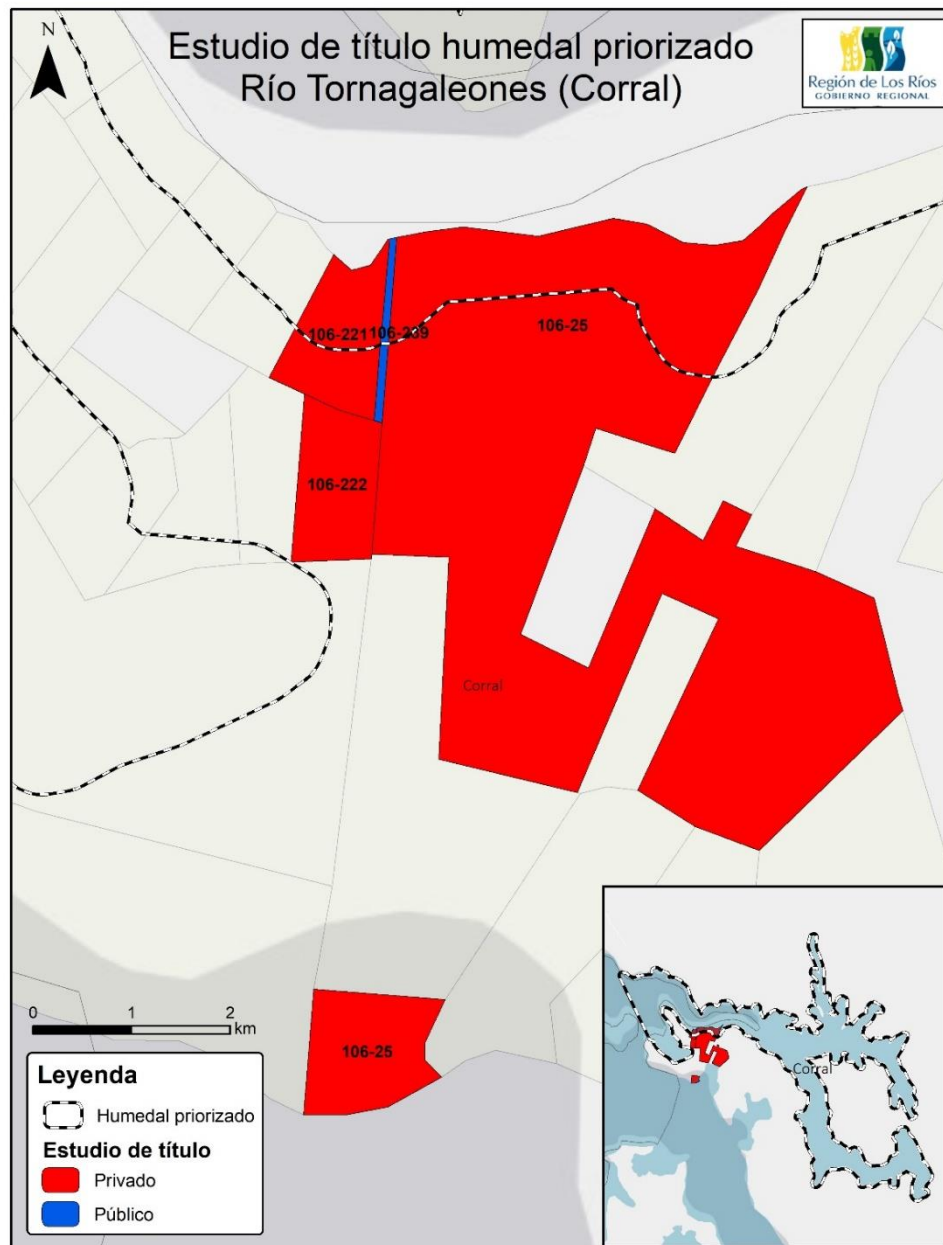 N
Estudio de título humedal priorizado
Río Tornagaleones (Corral)
Región de Los Ríos
GOBIERNO REGIONAL
106-221
106-239
106-25
106-222
Corral
106-25
0 1 2
km
Leyenda
Humedal priorizado
Estudio de título
Privado
Público
Corral